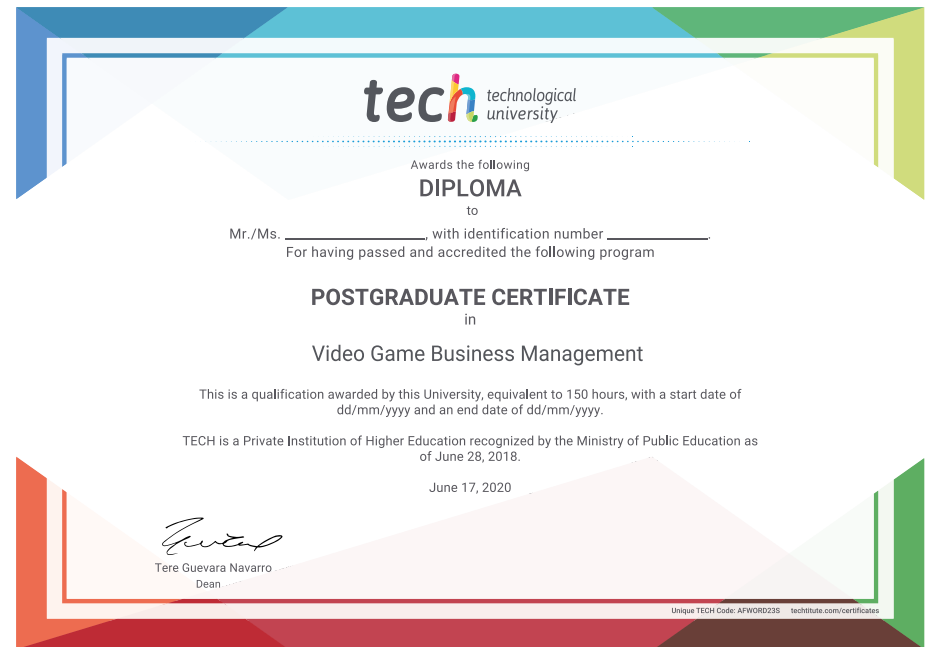 tech technological
university
Awards the following
DIPLOMA
to
Mr./Ms. ____________, with identification number ____________.
For having passed and accredited the following program
POSTGRADUATE CERTIFICATE
in
Video Game Business Management
This is a qualification awarded by this University, equivalent to 150 hours, with a start date of
dd/mm/yyyy and an end date of dd/mm/yyyy.
TECH is a Private Institution of Higher Education recognized by the Ministry of Public Education as
of June 28, 2018.
June 17, 2020
Tere Guevara Navarro
Dean
Unique TECH Code: AFWORD23S techtitute.com/certificates